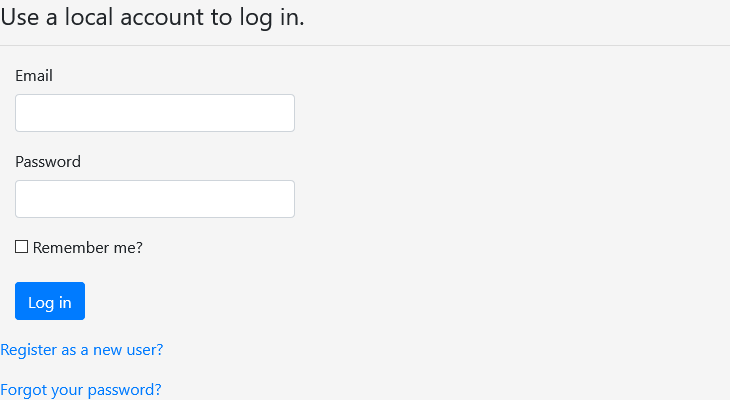 Use a local account to log in.
Email
Password
Remember me?
Log in
Register as a new user?
Forgot your password?